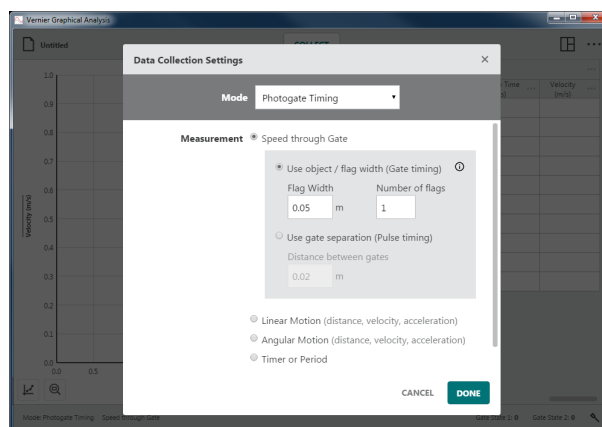 Vernier Graphical Analysis
Untitled
COLLECT
Data Collection Settings
Mode
Photogate Timing
Measurement
Speed through Gate
Use object / flag width (Gate timing)
Flag Width
Number of flags
0.05 m
1
Use gate separation (Pulse timing)
Distance between gates
0.02 m
Linear Motion (distance, velocity, acceleration)
Angular Motion (distance, velocity, acceleration)
Timer or Period
CANCEL
DONE
Time
Velocity
(m/s)
Velocity (m/s)
1.0
0.9
0.8
0.7
0.6
0.5
0.4
0.3
0.2
0.1
0.0
0.0
0.5
Mode: Photogate Timing Speed through Gate
Gate State 1: 0 Gate State 2: 0